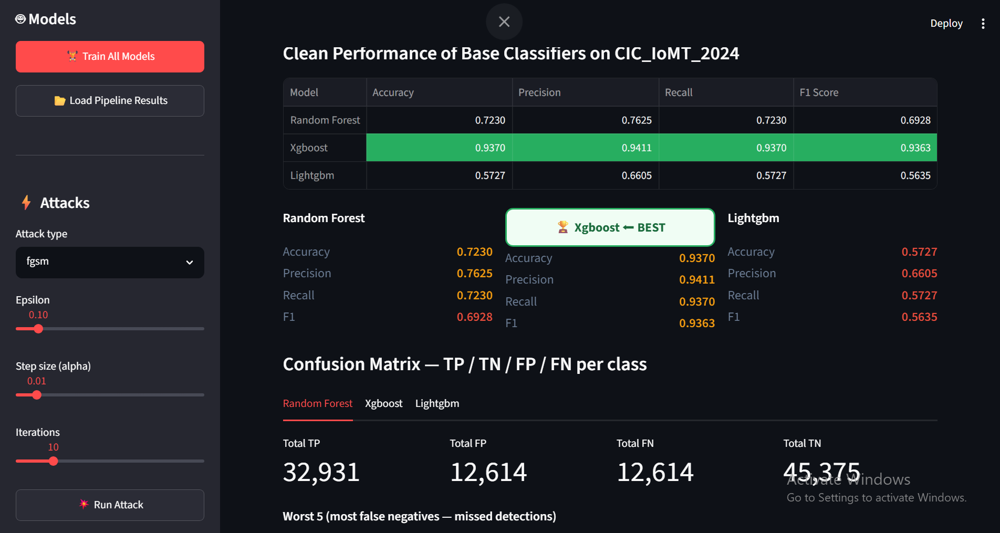 Models
Train All Models
Load Pipeline Results
Attacks
Attack type
fgsm
Epsilon
0.10
Step size (alpha)
0.01
Iterations
10
Run Attack
Deploy
Clean Performance of Base Classifiers on CIC_IoMT_2024
Model Accuracy Precision Recall F1 Score
Random Forest 0.7230 0.7625 0.7230 0.6928
Xgboost 0.9370 0.9411 0.9370 0.9363
Lightgbm 0.5727 0.6605 0.5727 0.5635
Random Forest
Accuracy 0.7230
Precision 0.7625
Recall 0.7230
F1 0.6928
Xgboost ⬅ BEST
Accuracy 0.9370
Precision 0.9411
Recall 0.9370
F1 0.9363
Lightgbm
Accuracy 0.5727
Precision 0.6605
Recall 0.5727
F1 0.5635
Confusion Matrix — TP / TN / FP / FN per class
Random Forest Xgboost Lightgbm
Total TP Total FP Total FN Total TN
32,931 12,614 12,614 45,375
Activate Windows
Go to Settings to activate Windows.
Worst 5 (most false negatives — missed detections)